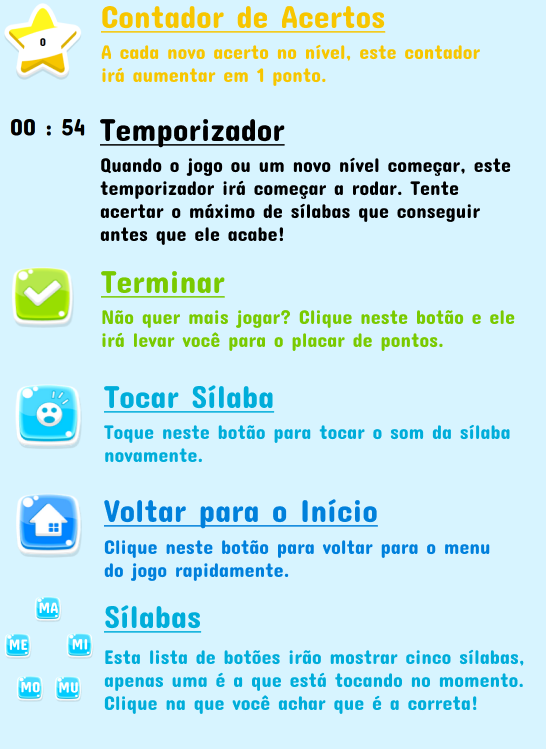 0
Contador de Acertos
A cada novo acerto no nível, este contador
irá aumentar em 1 ponto.
00 : 54
Temporizador
Quando o jogo ou um novo nível começar, este
temporizador irá começar a rodar. Tente
acertar o máximo de sílabas que conseguir
antes que ele acabe!
Terminar
Não quer mais jogar? Clique neste botão e ele
irá levar você para o placar de pontos.
Tocar Sílaba
Toque neste botão para tocar o som da sílaba
novamente.
Voltar para o Início
Clique neste botão para voltar para o menu
do jogo rapidamente.
MA
ME
MI
MO
MU
Sílabas
Esta lista de botões irão mostrar cinco sílabas,
apenas uma é a que está tocando no momento.
Clique na que você achar que é a correta!